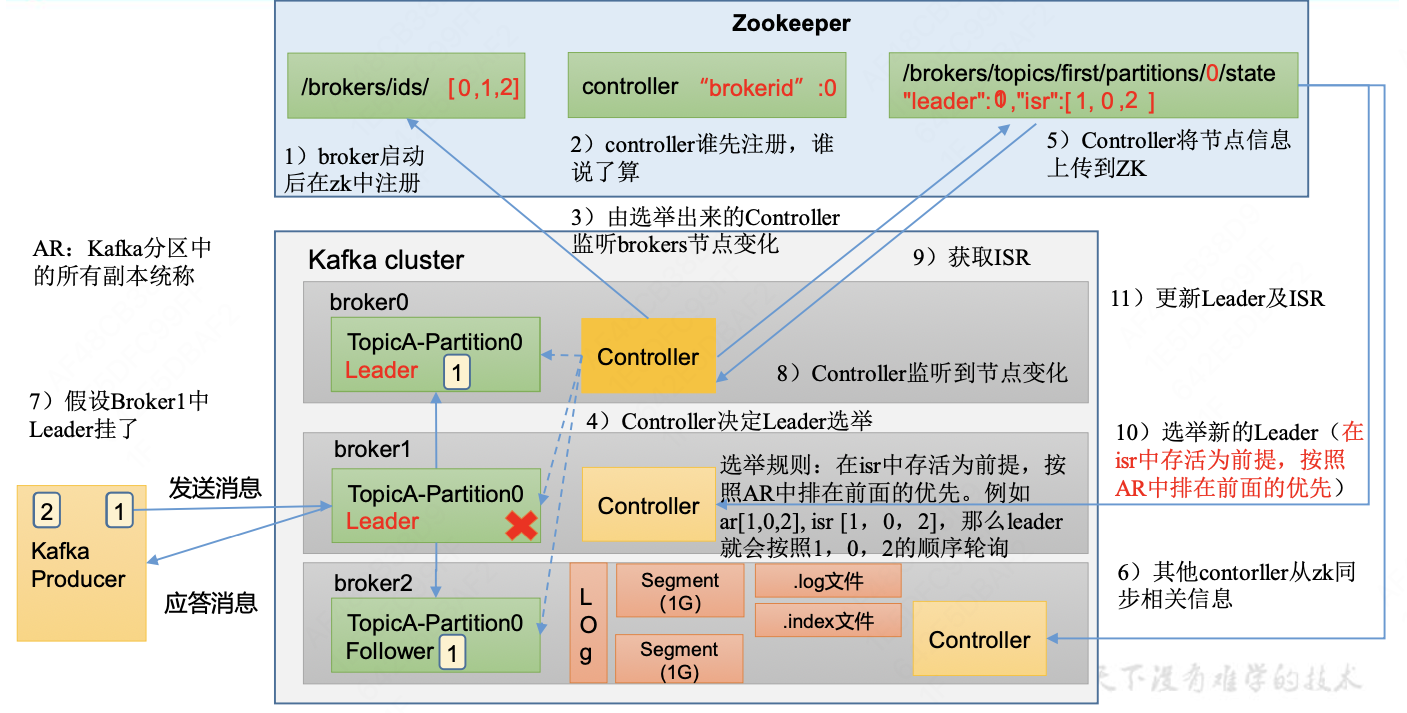 Zookeeper
/brokers/ids/ [0,1,2]
controller “brokerid” :0
/brokers/topics/first/partitions/0/state
"leader": ,"isr":[ 1, 0 ,2 ]
1）broker启动
后在zk中注册
2）controller谁先注册，谁
说了算
5）Controller将节点信息
上传到ZK
3）由选举出来的Controller
监听brokers节点变化
AR：Kafka分区中
的所有副本统称
Kafka cluster
9）获取ISR
11）更新Leader及ISR
broker0
TopicA-Partition0
Leader 1
Controller
8）Controller监听到节点变化
7）假设Broker1中
Leader挂了
4）Controller决定Leader选举
10）选举新的Leader（在
isr中存活为前提，按照
AR中排在前面的优先）
broker1
TopicA-Partition0
Leader
Controller
选举规则：在isr中存活为前提，按
照AR中排在前面的优先。例如
ar[1,0,2], isr [1，0，2]，那么leader
就会按照1，0，2的顺序轮询
发送消息
2 1
Kafka
Producer
应答消息
broker2
TopicA-Partition0
Follower 1
LOg
Segment
(1G)
Segment
(1G)
.log文件
.index文件
Controller
6）其他contorller从zk同
步相关信息
天下没有难学的技术